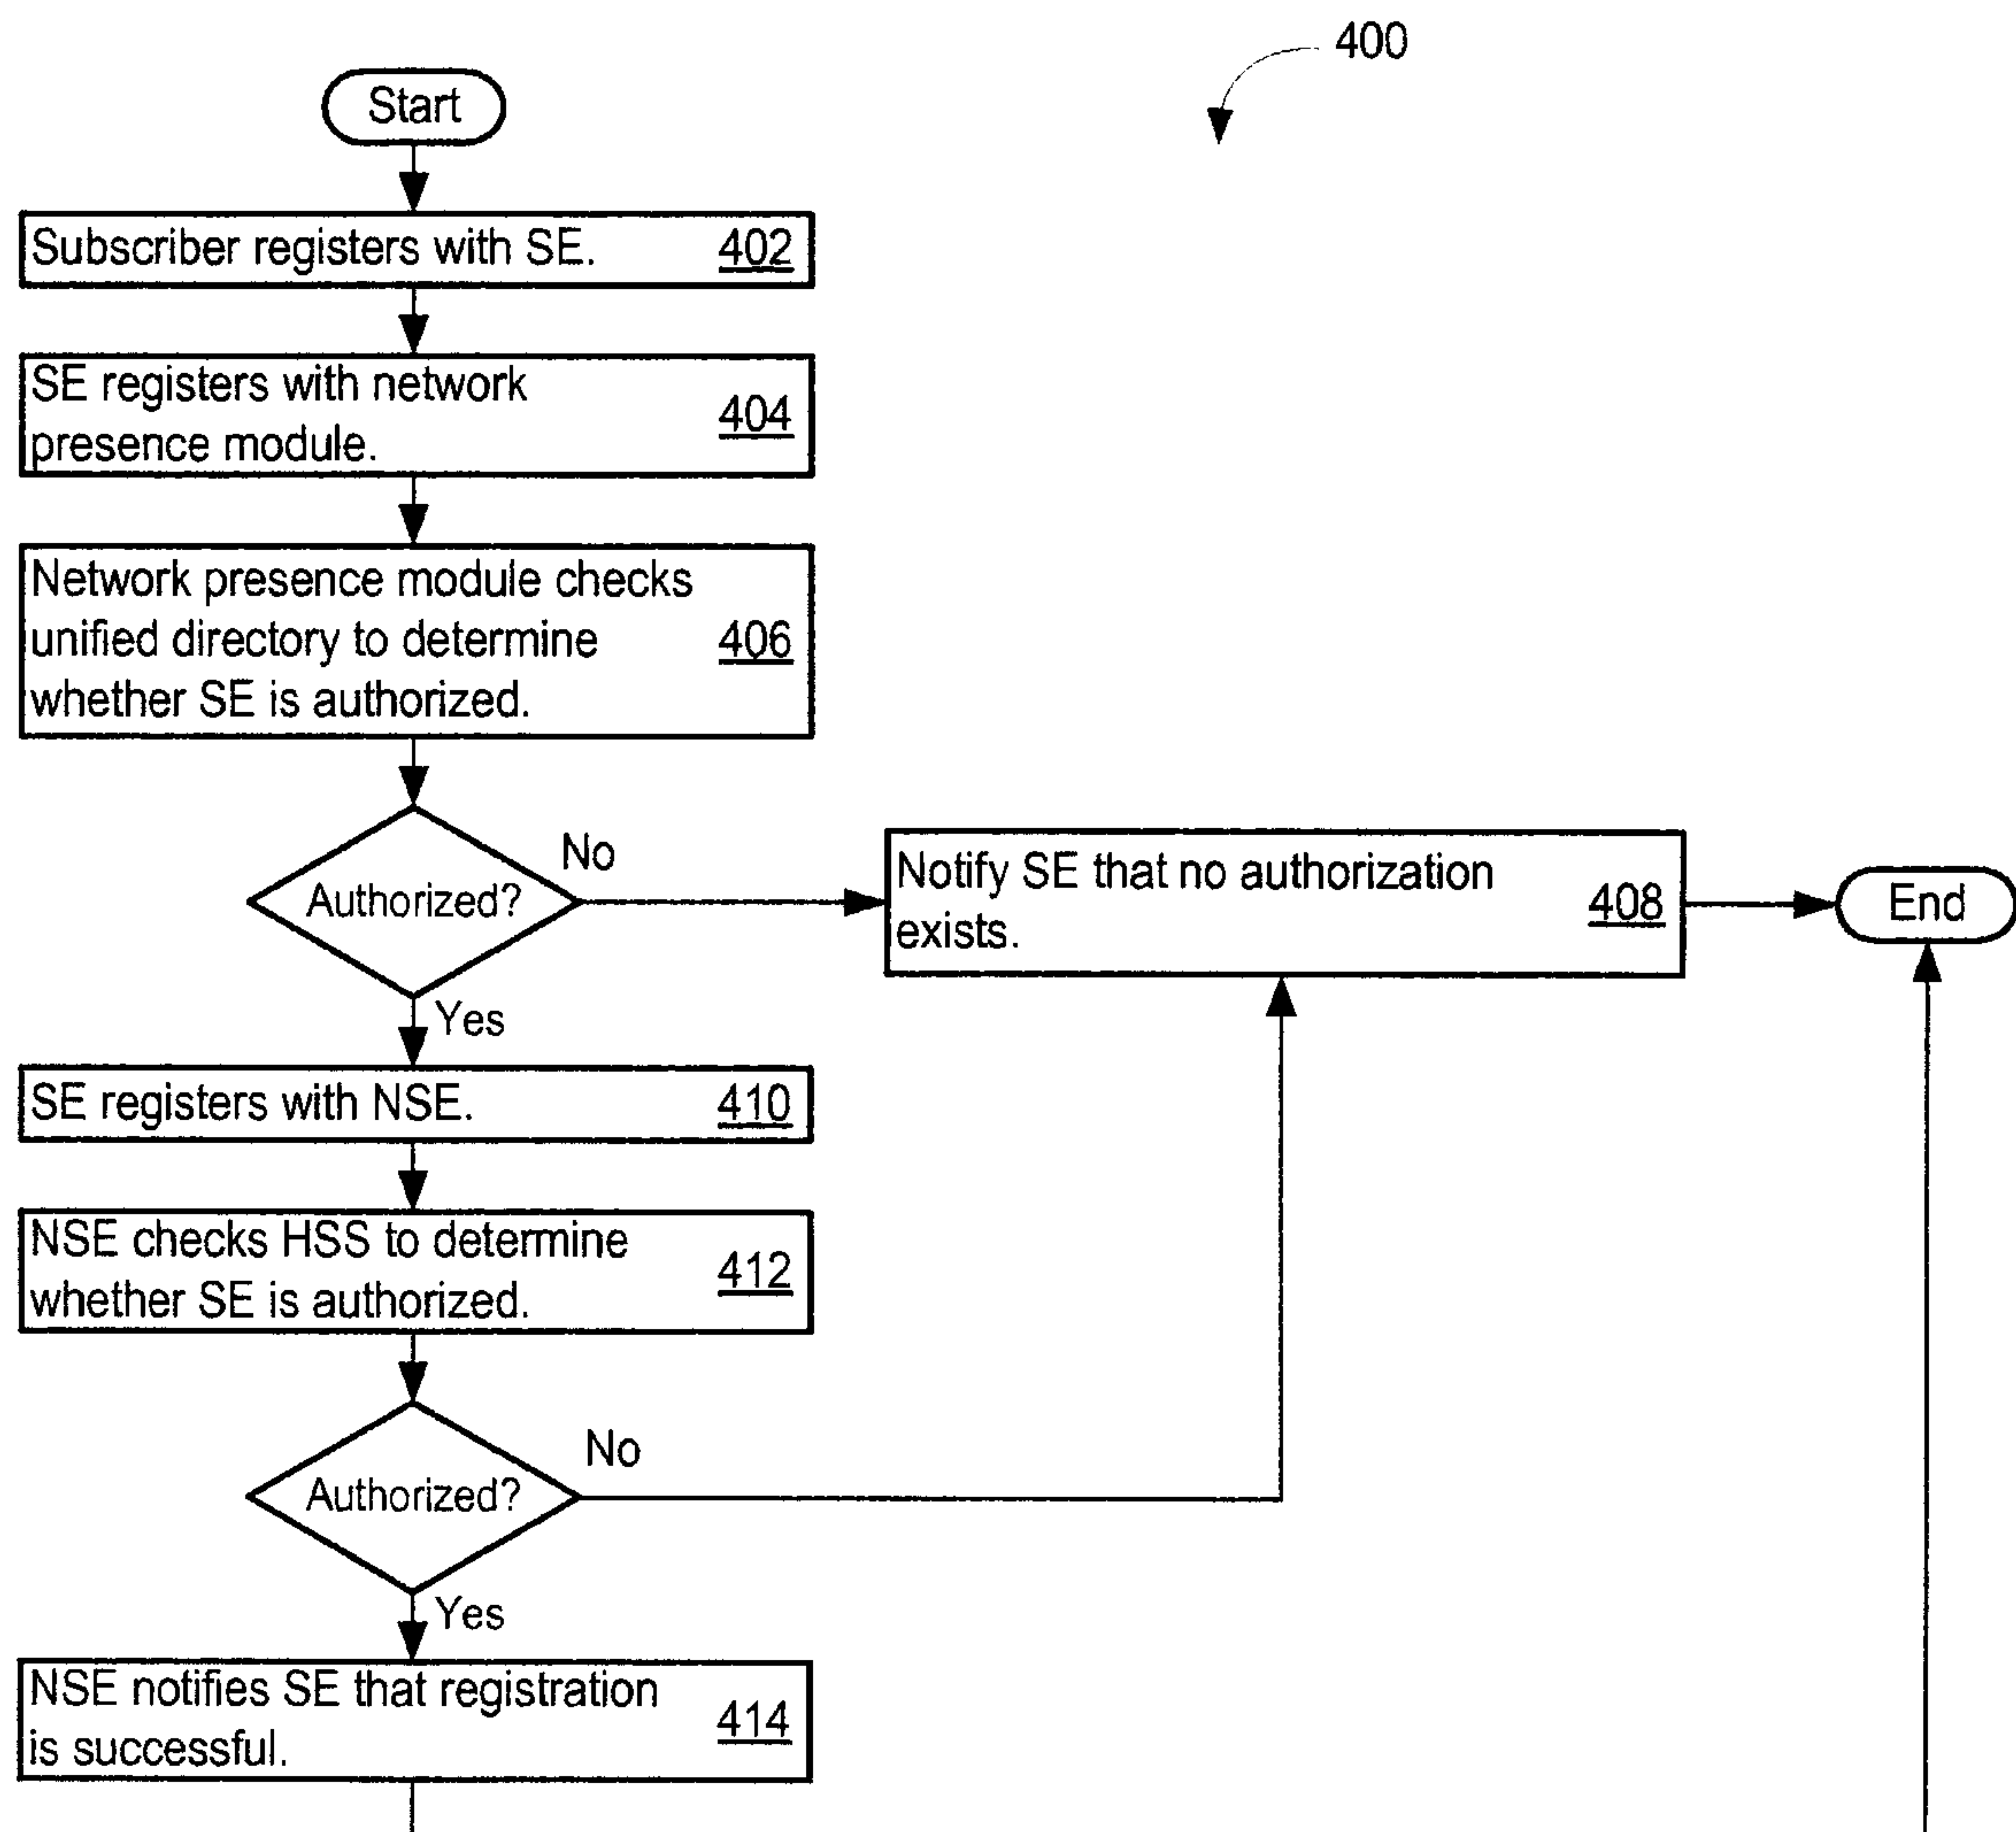 400
Start
Subscriber registers with SE. 402
SE registers with network
presence module. 404
Network presence module checks
unified directory to determine
whether SE is authorized. 406
Authorized?
No
Notify SE that no authorization
exists. 408
End
Yes
SE registers with NSE. 410
NSE checks HSS to determine
whether SE is authorized. 412
Authorized?
No
Yes
NSE notifies SE that registration
is successful. 414